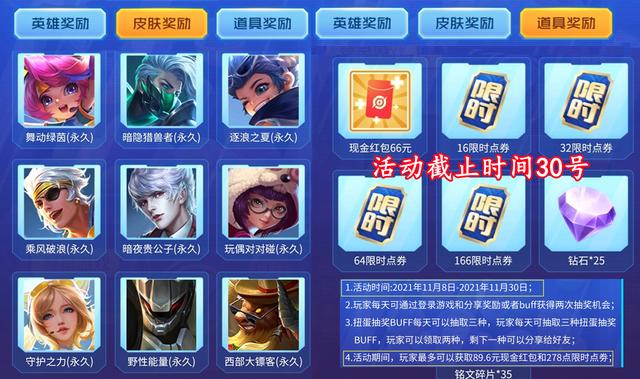 英雄奖励 皮肤奖励 道具奖励
舞动绿茵(永久) 暗隐猎兽者(永久) 逐浪之夏(永久)
乘风破浪(永久) 暗夜贵公子(永久) 玩偶对对碰(永久)
守护之力(永久) 野性能量(永久) 西部大镖客(永久)
英雄奖励 皮肤奖励 道具奖励
限时 限时
现金红包66元 16限时点券 32限时点券
活动截止时间30号
限时 限时
64限时点券 166限时点券 钻石*25
1.活动时间:2021年11月8日-2021年11月30日；
2.玩家每天可通过登录游戏和分享奖励或者buff获得两次抽奖机会；
3.扭蛋抽奖BUFF每天可以抽取三种，玩家每天可抽取三种扭蛋抽奖
BUFF，玩家可以领取两种，剩下一种可以分享给好友；
4.活动期间，玩家最多可以获取89.6元现金红包和278点限时点券；
铭文碎片*35